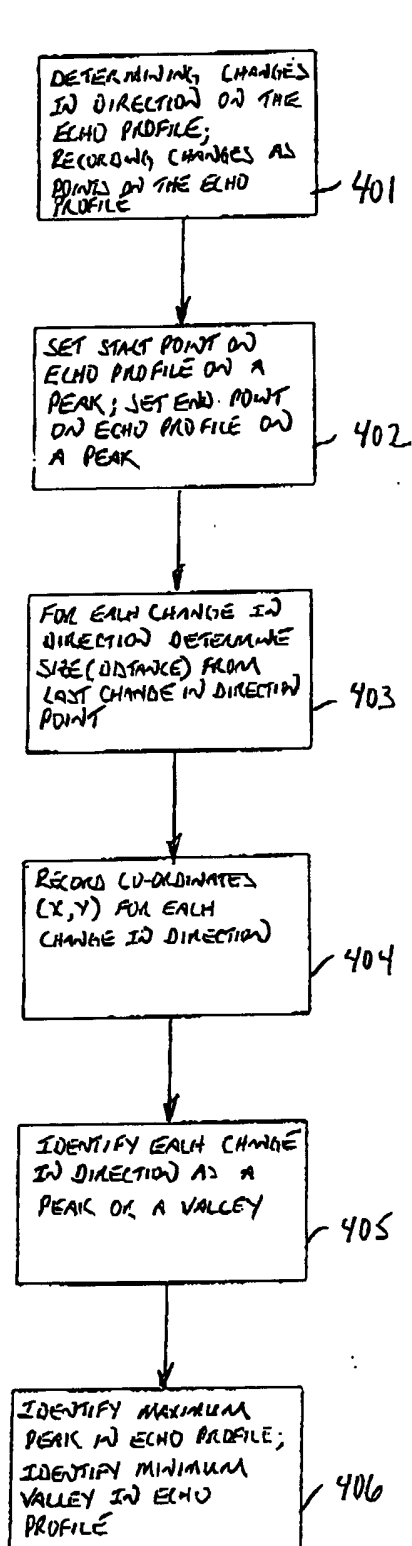 DETERMINING CHANGES
IN DIRECTION ON THE
ECHO PROFILE;
RECORDING CHANGES AS
POINTS ON THE ECHO
PROFILE
401
SET START POINT ON
ECHO PROFILE ON A
PEAK; SET END POINT
ON ECHO PROFILE ON
A PEAK
402
FOR EACH CHANGE IN
DIRECTION DETERMINE
SIZE (DISTANCE) FROM
LAST CHANGE IN DIRECTION
POINT
403
RECORD CO-ORDINATES
(X,Y) FOR EACH
CHANGE IN DIRECTION
404
IDENTIFY EACH CHANGE
IN DIRECTION AS A
PEAK OR A VALLEY
405
IDENTIFY MAXIMUM
PEAK IN ECHO PROFILE;
IDENTIFY MINIMUM
VALLEY IN ECHO
PROFILE
406